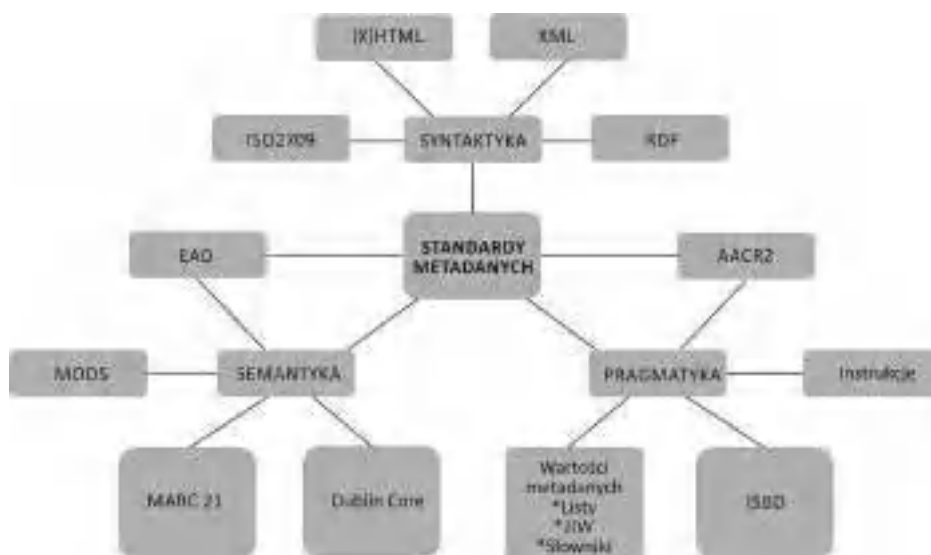 (X)HTML
XML
ISO2709
SYNTAKTYKA
RDF
EAD
STANDARDY
METADANYCH
AACR2
MODS
SEMANTYKA
PRAGMATYKA
Instrukcje
MARC 21
Dublin Core
Wartości
metadanych
*Listy
*JIW
*Słowniki
ISBD